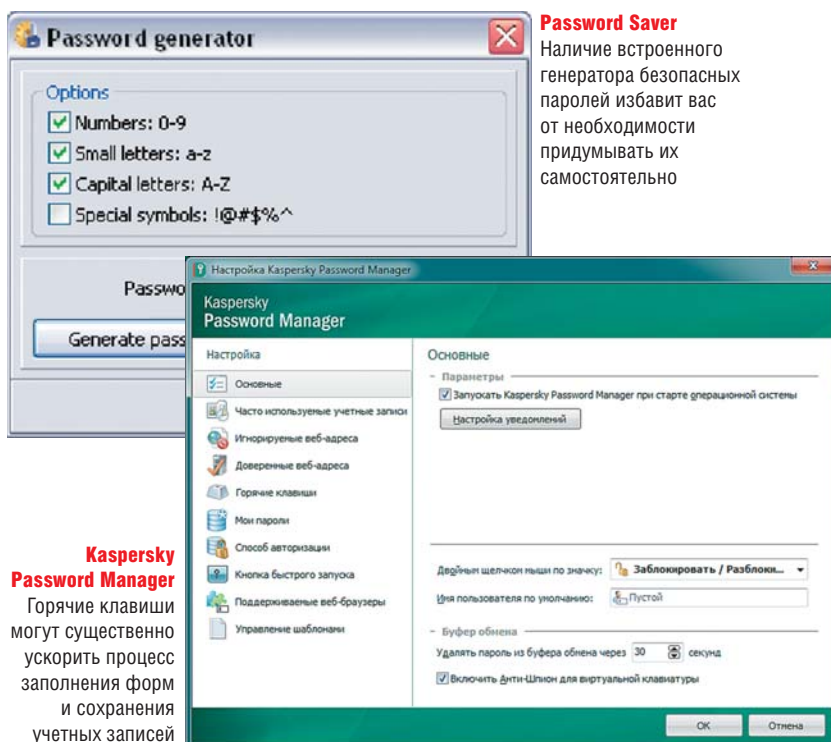 Password generator
Options
Numbers: 0-9
Small letters: a-z
Capital letters: A-Z
Special symbols: !@#$%^
Passwo
Generate pass
Password Saver
Наличие встроенного
генератора безопасных
паролей избавит вас
от необходимости
придумывать их
самостоятельно
Настройка Kaspersky Password Manager
Kaspersky
Password Manager
Настройка
Основные
Часто используемые учетные записи
Игнорируемые веб-адреса
Доверенные веб-адреса
Горячие клавиши
Мои пароли
Способ авторизации
Кнопка быстрого запуска
Поддерживаемые веб-браузеры
Управление шаблонами
Основные
Параметры
Запускать Kaspersky Password Manager при старте операционной системы
Настройка уведомлений
Двойным щелчком мыши по значку: Заблокировать / Разблоки...
Имя пользователя по умолчанию: Пустой
Буфер обмена
Удалять пароль из буфера обмена через 30 секунд
Включить Анти-Шпион для виртуальной клавиатуры
ОК Отмена
Kaspersky
Password Manager
Горячие клавиши
могут существенно
ускорить процесс
заполнения форм
и сохранения
учетных записей